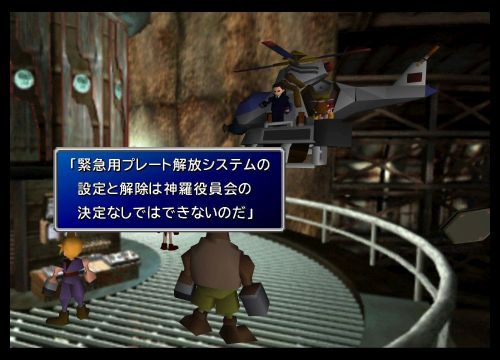 「緊急用プレート解放システムの
設定と解除は神羅役員会の
決定なしではできないのだ」